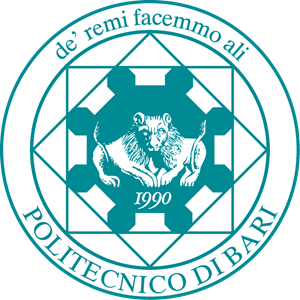 de' remi facemmo ali
1990
POLITECNICO DI BARI